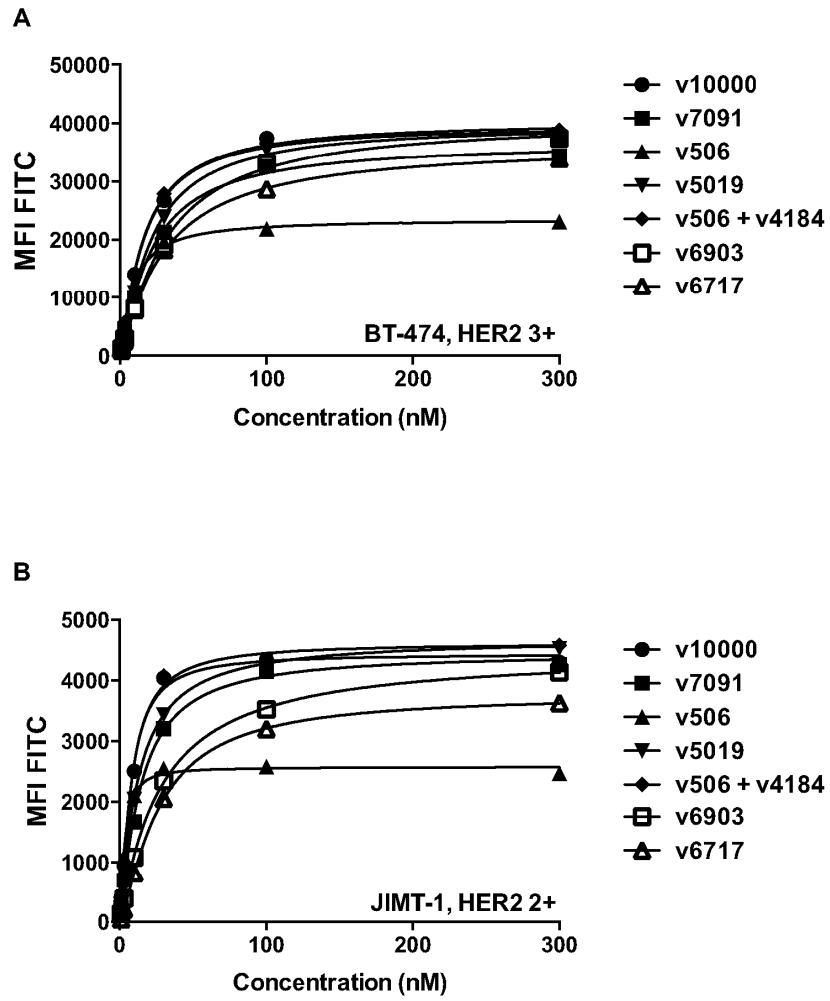 A
50000
40000
30000
20000
10000
0
MFI FITC
0 100 200 300
Concentration (nM)
BT-474, HER2 3+
v10000
v7091
v506
v5019
v506 + v4184
v6903
v6717
B
5000
4000
3000
2000
1000
0
MFI FITC
0 100 200 300
Concentration (nM)
JIMT-1, HER2 2+
v10000
v7091
v506
v5019
v506 + v4184
v6903
v6717